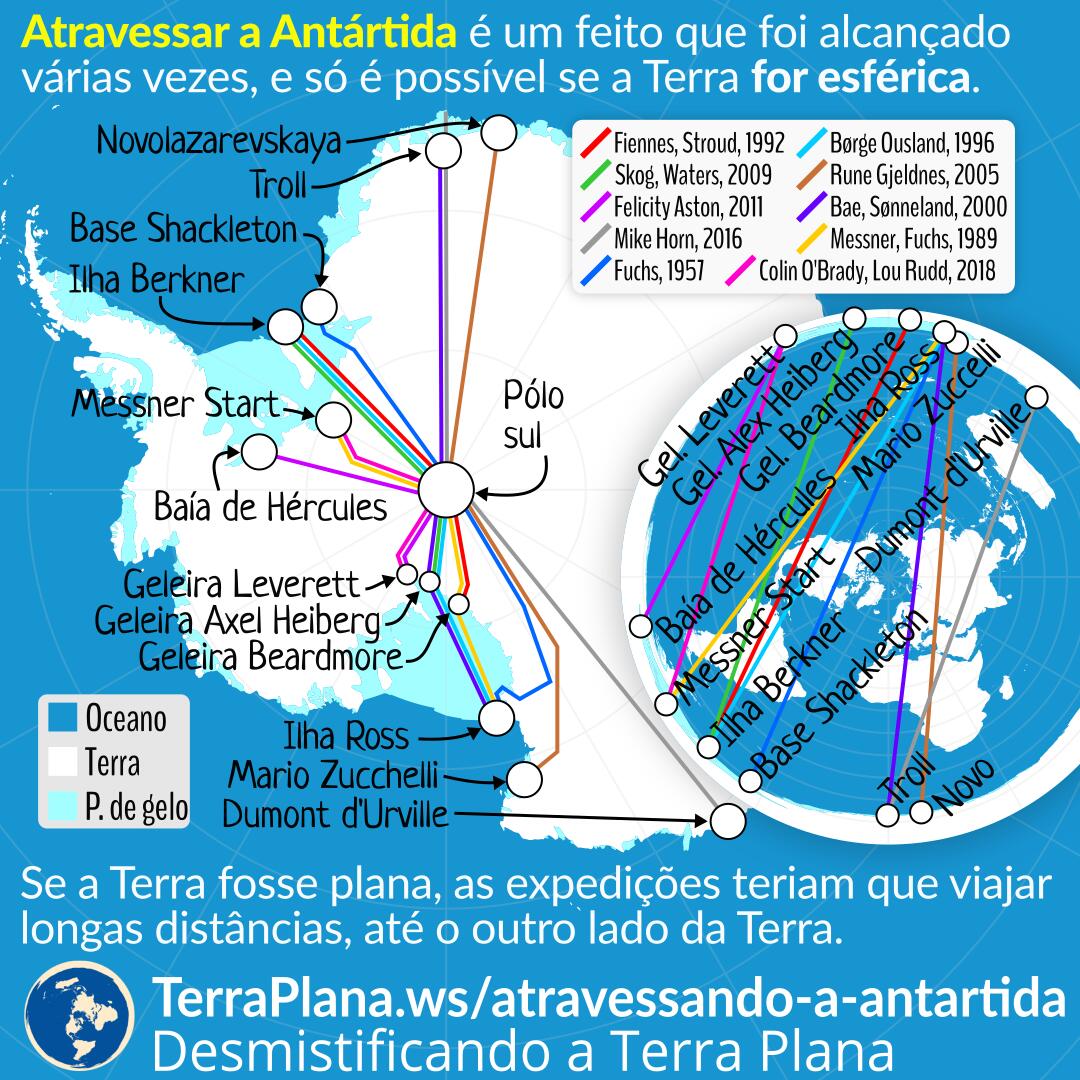 Atravessar a Antártida é um feito que foi alcançado
várias vezes, e só é possível se a Terra for esférica.
Novolazarevskaya
Troll
Base Shackleton
Ilha Berkner
Messner Start
Baía de Hércules
Pólo
sul
Geleira Leverett
Geleira Axel Heiberg
Geleira Beardmore
Ilha Ross
Mario Zucchelli
Dumont d'Urville
Fiennes, Stroud, 1992
Børge Ousland, 1996
Skog, Waters, 2009
Rune Gjeldnes, 2005
Felicity Aston, 2011
Bae, Sønneland, 2000
Mike Horn, 2016
Messner, Fuchs, 1989
Fuchs, 1957
Colin O'Brady, Lou Rudd, 2018
Gel. Leverett
Gel. Alex Heiberg
Gel. Beardmore
Ilha Ross
Mario Zuccelli
Dumont d'Urville
Baía de Hércules
Messner Start
Ilha Berkner
Base Shackleton
Troll
Novo
Oceano
Terra
P. de gelo
Se a Terra fosse plana, as expedições teriam que viajar
longas distâncias, até o outro lado da Terra.
TerraPlana.ws/atravessando-a-antartida
Desmistificando a Terra Plana